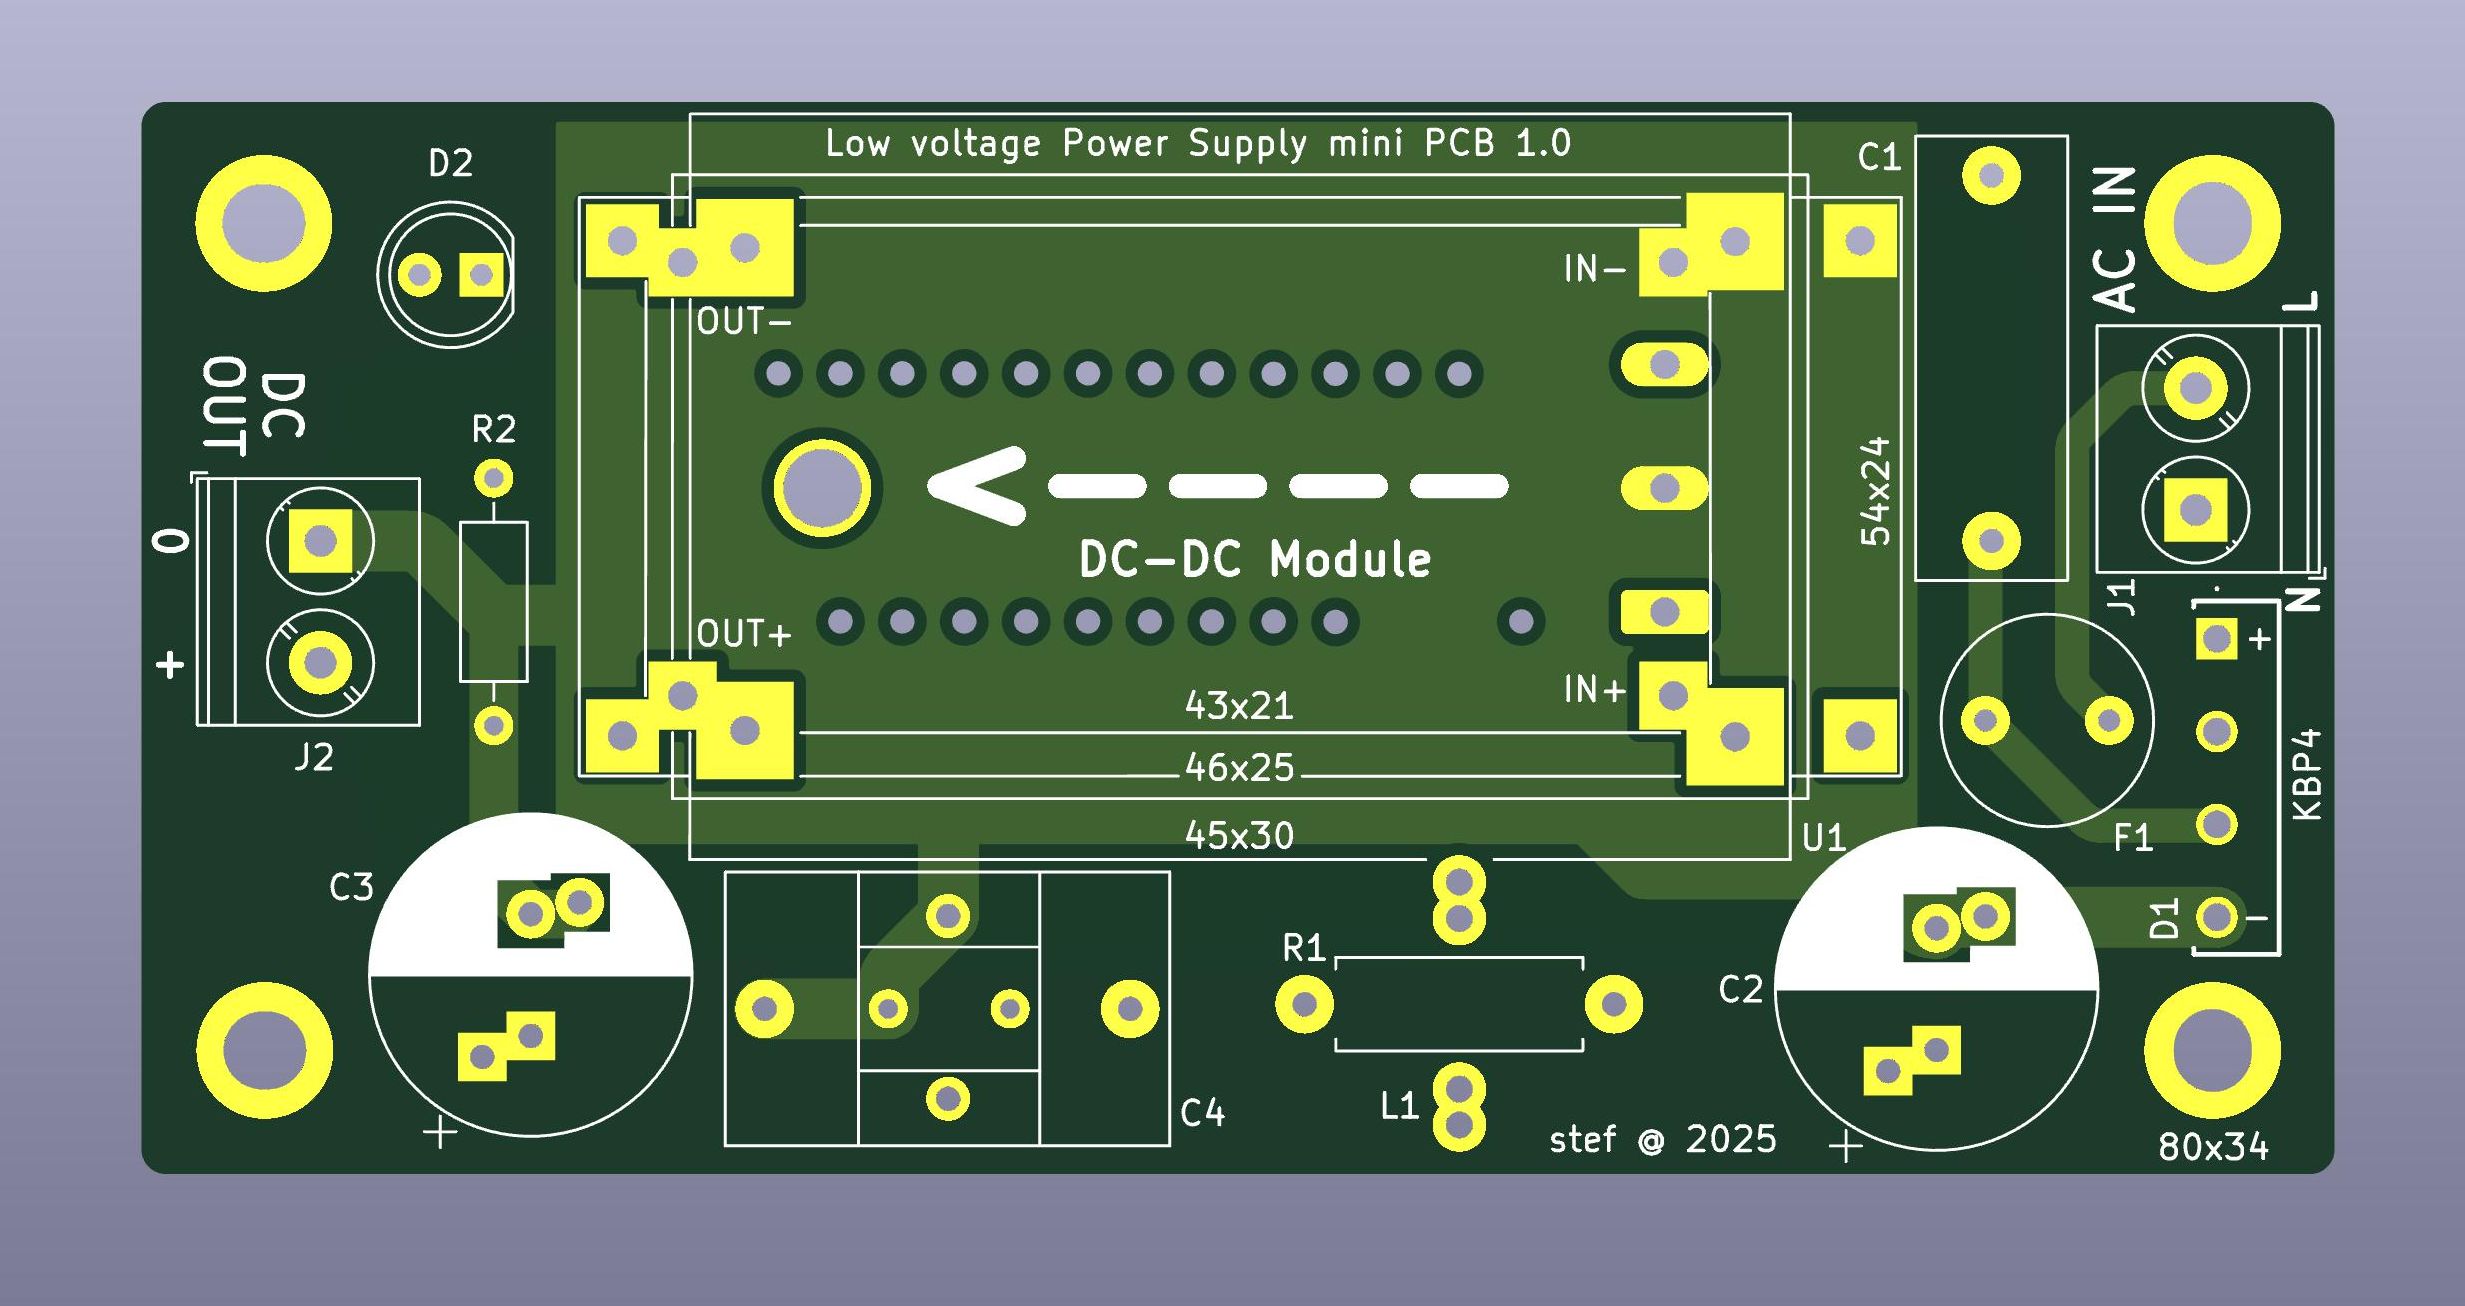 Low voltage Power Supply mini PCB 1.0
D2
C1
AC IN
L
IN-
OUT-
DC
OUT
R2
54x24
0
DC-DC Module
J1
N
OUT+
+
+
IN+
43x21
J2
46x25
KBP4
45x30
U1
F1
C3
D1
-
R1
C2
L1
C4
+
stef @ 2025
+
80x34